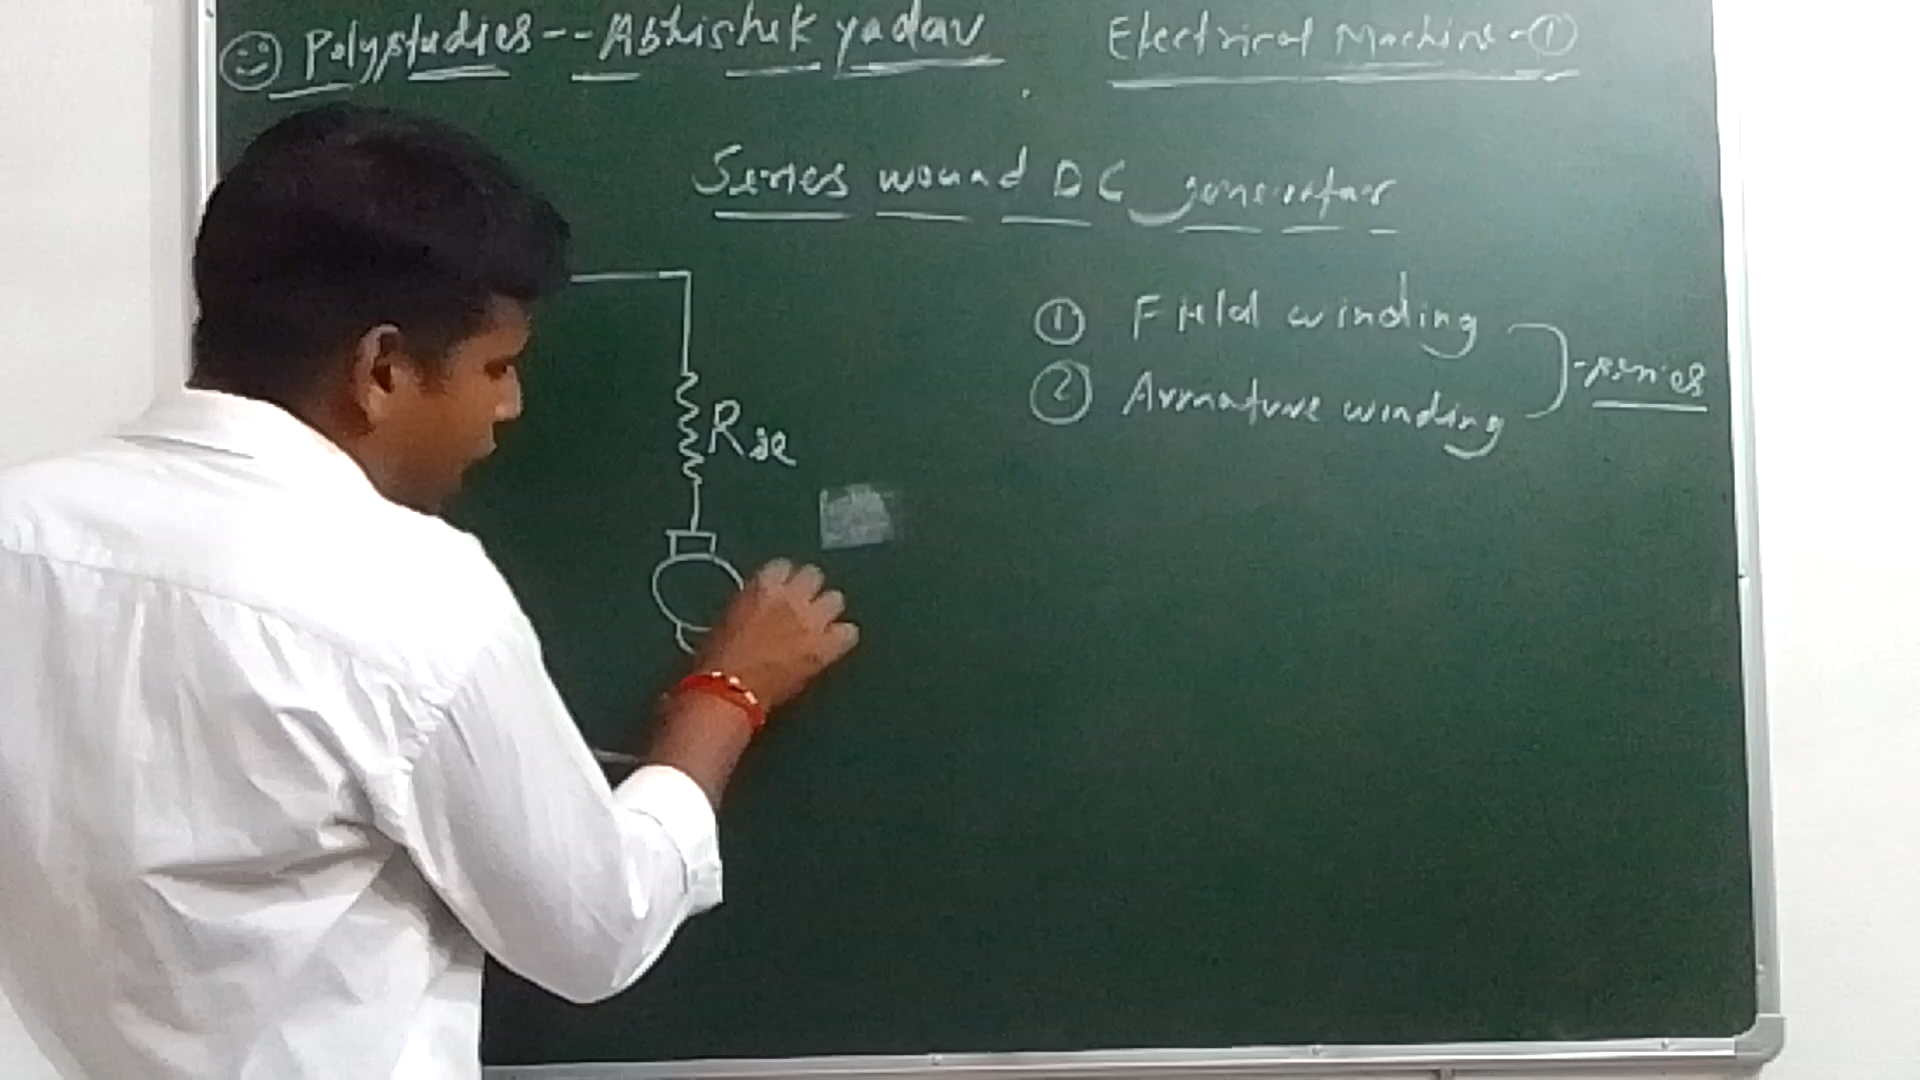 Polystudies -- Abhishek yadav
Electrical Machine - ①
Series wound DC generator
① Field winding
② Armature winding
- series
Rse